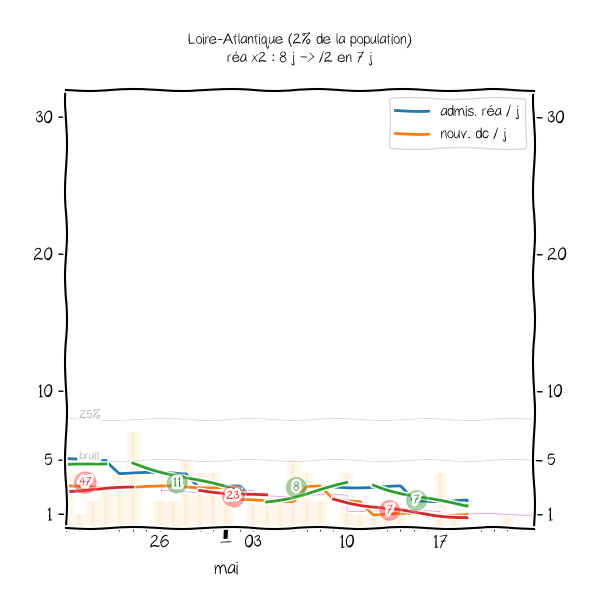 Loire-Atlantique (2% de la population)
réa x2 : 8 j -> /2 en 7 j
admis. réa / j
nouv. dc / j
30 30
20 20
10 10
25%
5 5
bruit
47 11 23 8 7 7
1 1
26 1 03 10 17
mai